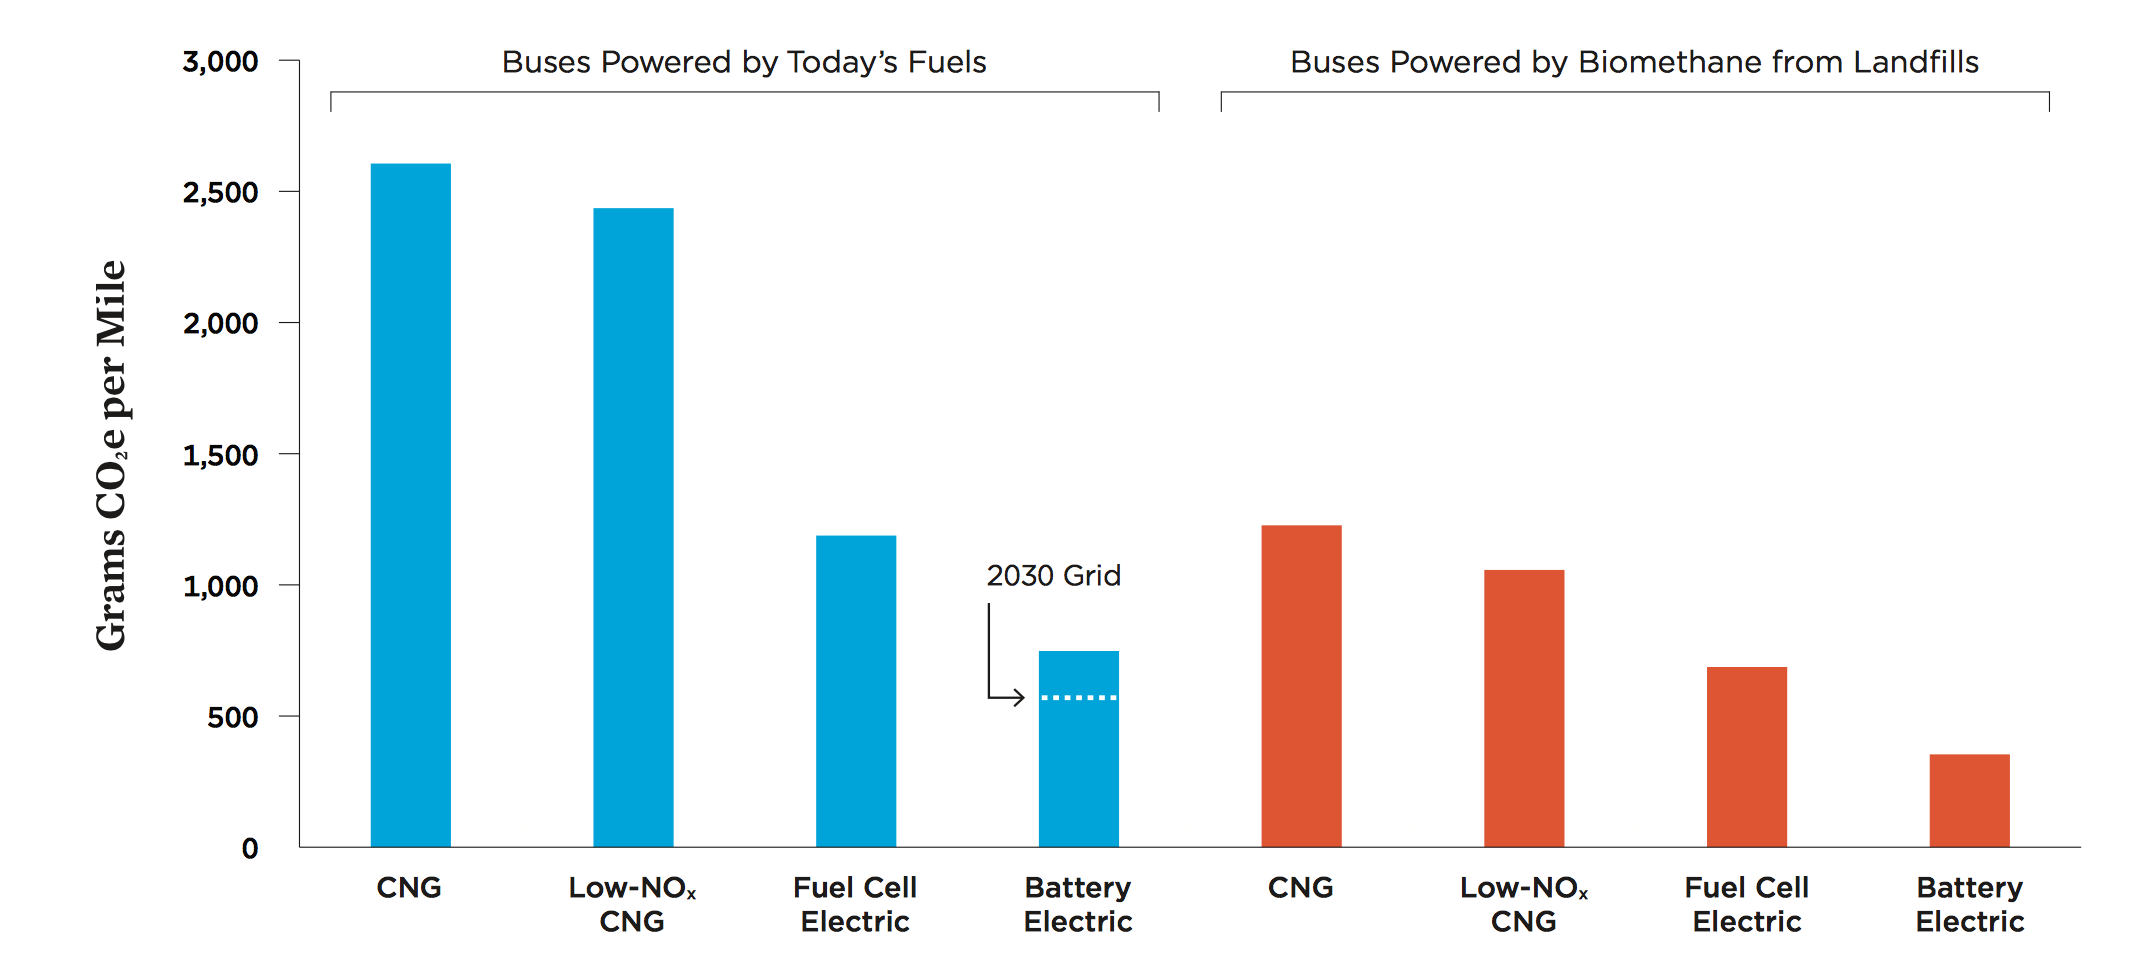 Buses Powered by Today's Fuels
Buses Powered by Biomethane from Landfills
Grams CO₂e per Mile
3,000
2,500
2,000
1,500
1,000
500
0
2030 Grid
CNG
Low-NOₓ
CNG
Fuel Cell
Electric
Battery
Electric
CNG
Low-NOₓ
CNG
Fuel Cell
Electric
Battery
Electric